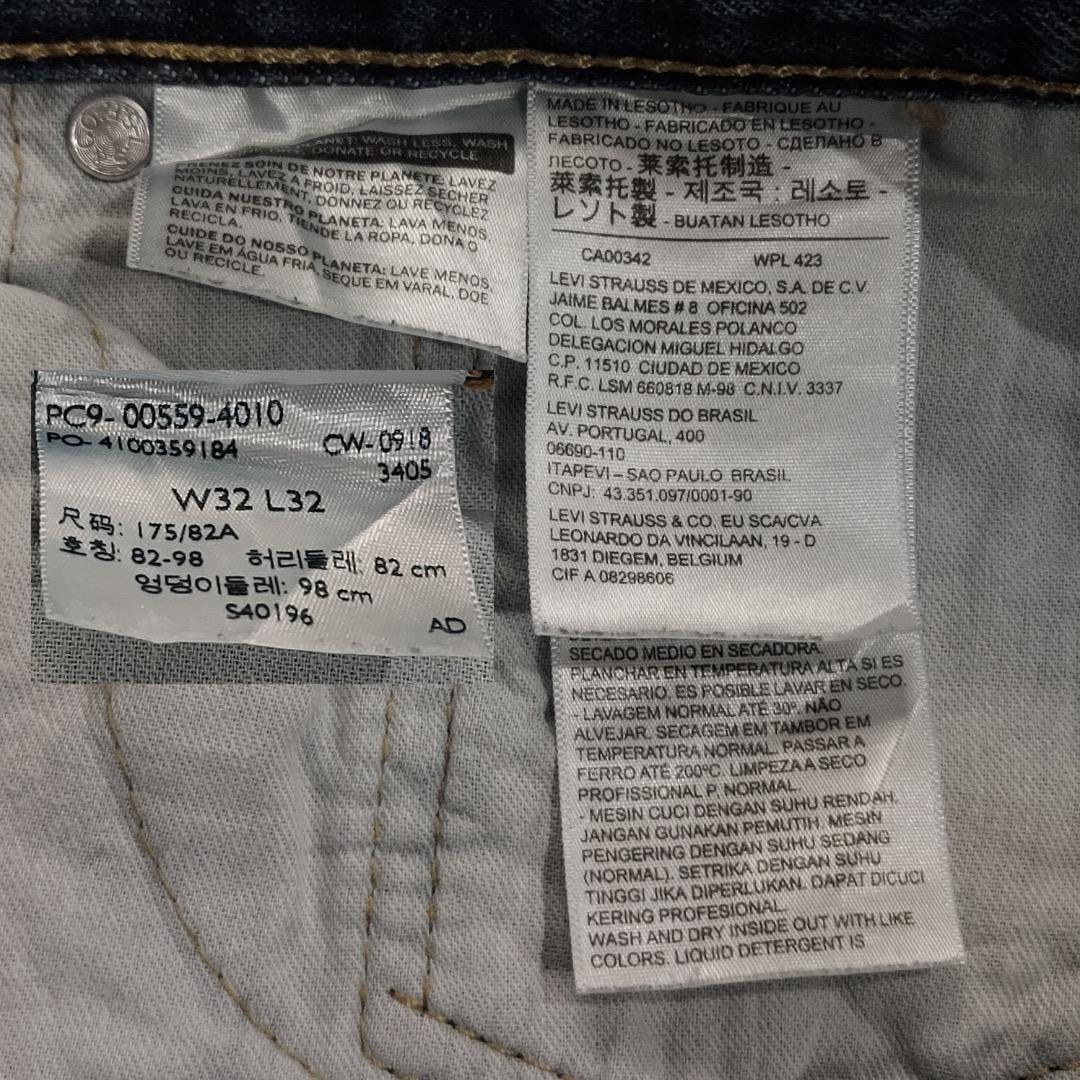 ANET: WASH LESS, WASH
DONATE OR RECYCLE
PRENEZ SOIN DE NOTRE PLANETE: LAVEZ
MOINS, LAVEZ À FROID, LAISSEZ SÉCHER
NATURELLEMENT, DONNEZ OU RECYCLEZ
CUIDA NUESTRO PLANETA: LAVA MENOS,
LAVA EN FRIO, TIENDE LA ROPA, DONA O
RECICLA.
CUIDE DO NOSSO PLANETA: LAVE MENOS,
LAVE EM ÁGUA FRIA, SEQUE EM VARAL, DOE
OU RECICLE.
PC9-00559-4010
PO-4100359184
CW-0918
3405
W32 L32
尺码: 175/82A
호칭: 82-98 허리둘레: 82 cm
엉덩이둘레: 98 cm
S40196
AD
MADE IN LESOTHO - FABRIQUE AU
LESOTHO - FABRICADO EN LESOTHO -
FABRICADO NO LESOTO - СДЕЛАНО В
ЛЕСОТО - 莱索托制造 -
萊索托製 - 제조국 : 레소토 -
レソト製 - BUATAN LESOTHO
CA00342 WPL 423
LEVI STRAUSS DE MEXICO, S.A. DE C.V.
JAIME BALMES # 8 OFICINA 502
COL. LOS MORALES POLANCO
DELEGACION MIGUEL HIDALGO
C.P. 11510 CIUDAD DE MEXICO
R.F.C. LSM 660818 M-98 C.N.I.V. 3337
LEVI STRAUSS DO BRASIL
AV. PORTUGAL, 400
06690-110
ITAPEVI – SAO PAULO BRASIL
CNPJ: 43.351.097/0001-90
LEVI STRAUSS & CO. EU SCA/CVA
LEONARDO DA VINCILAAN, 19 - D
1831 DIEGEM, BELGIUM
CIF A 08298606
SECADO MEDIO EN SECADORA.
PLANCHAR EN TEMPERATURA ALTA SI ES
NECESARIO. ES POSIBLE LAVAR EN SECO.
- LAVAGEM NORMAL ATÉ 30º. NÃO
ALVEJAR. SECAGEM EM TAMBOR EM
TEMPERATURA NORMAL. PASSAR A
FERRO ATÉ 200ºC. LIMPEZA A SECO
PROFISSIONAL P. NORMAL.
- MESIN CUCI DENGAN SUHU RENDAH.
JANGAN GUNAKAN PEMUTIH. MESIN
PENGERING DENGAN SUHU SEDANG
(NORMAL). SETRIKA DENGAN SUHU
TINGGI JIKA DIPERLUKAN. DAPAT DICUCI
KERING PROFESIONAL.
WASH AND DRY INSIDE OUT WITH LIKE
COLORS. LIQUID DETERGENT IS